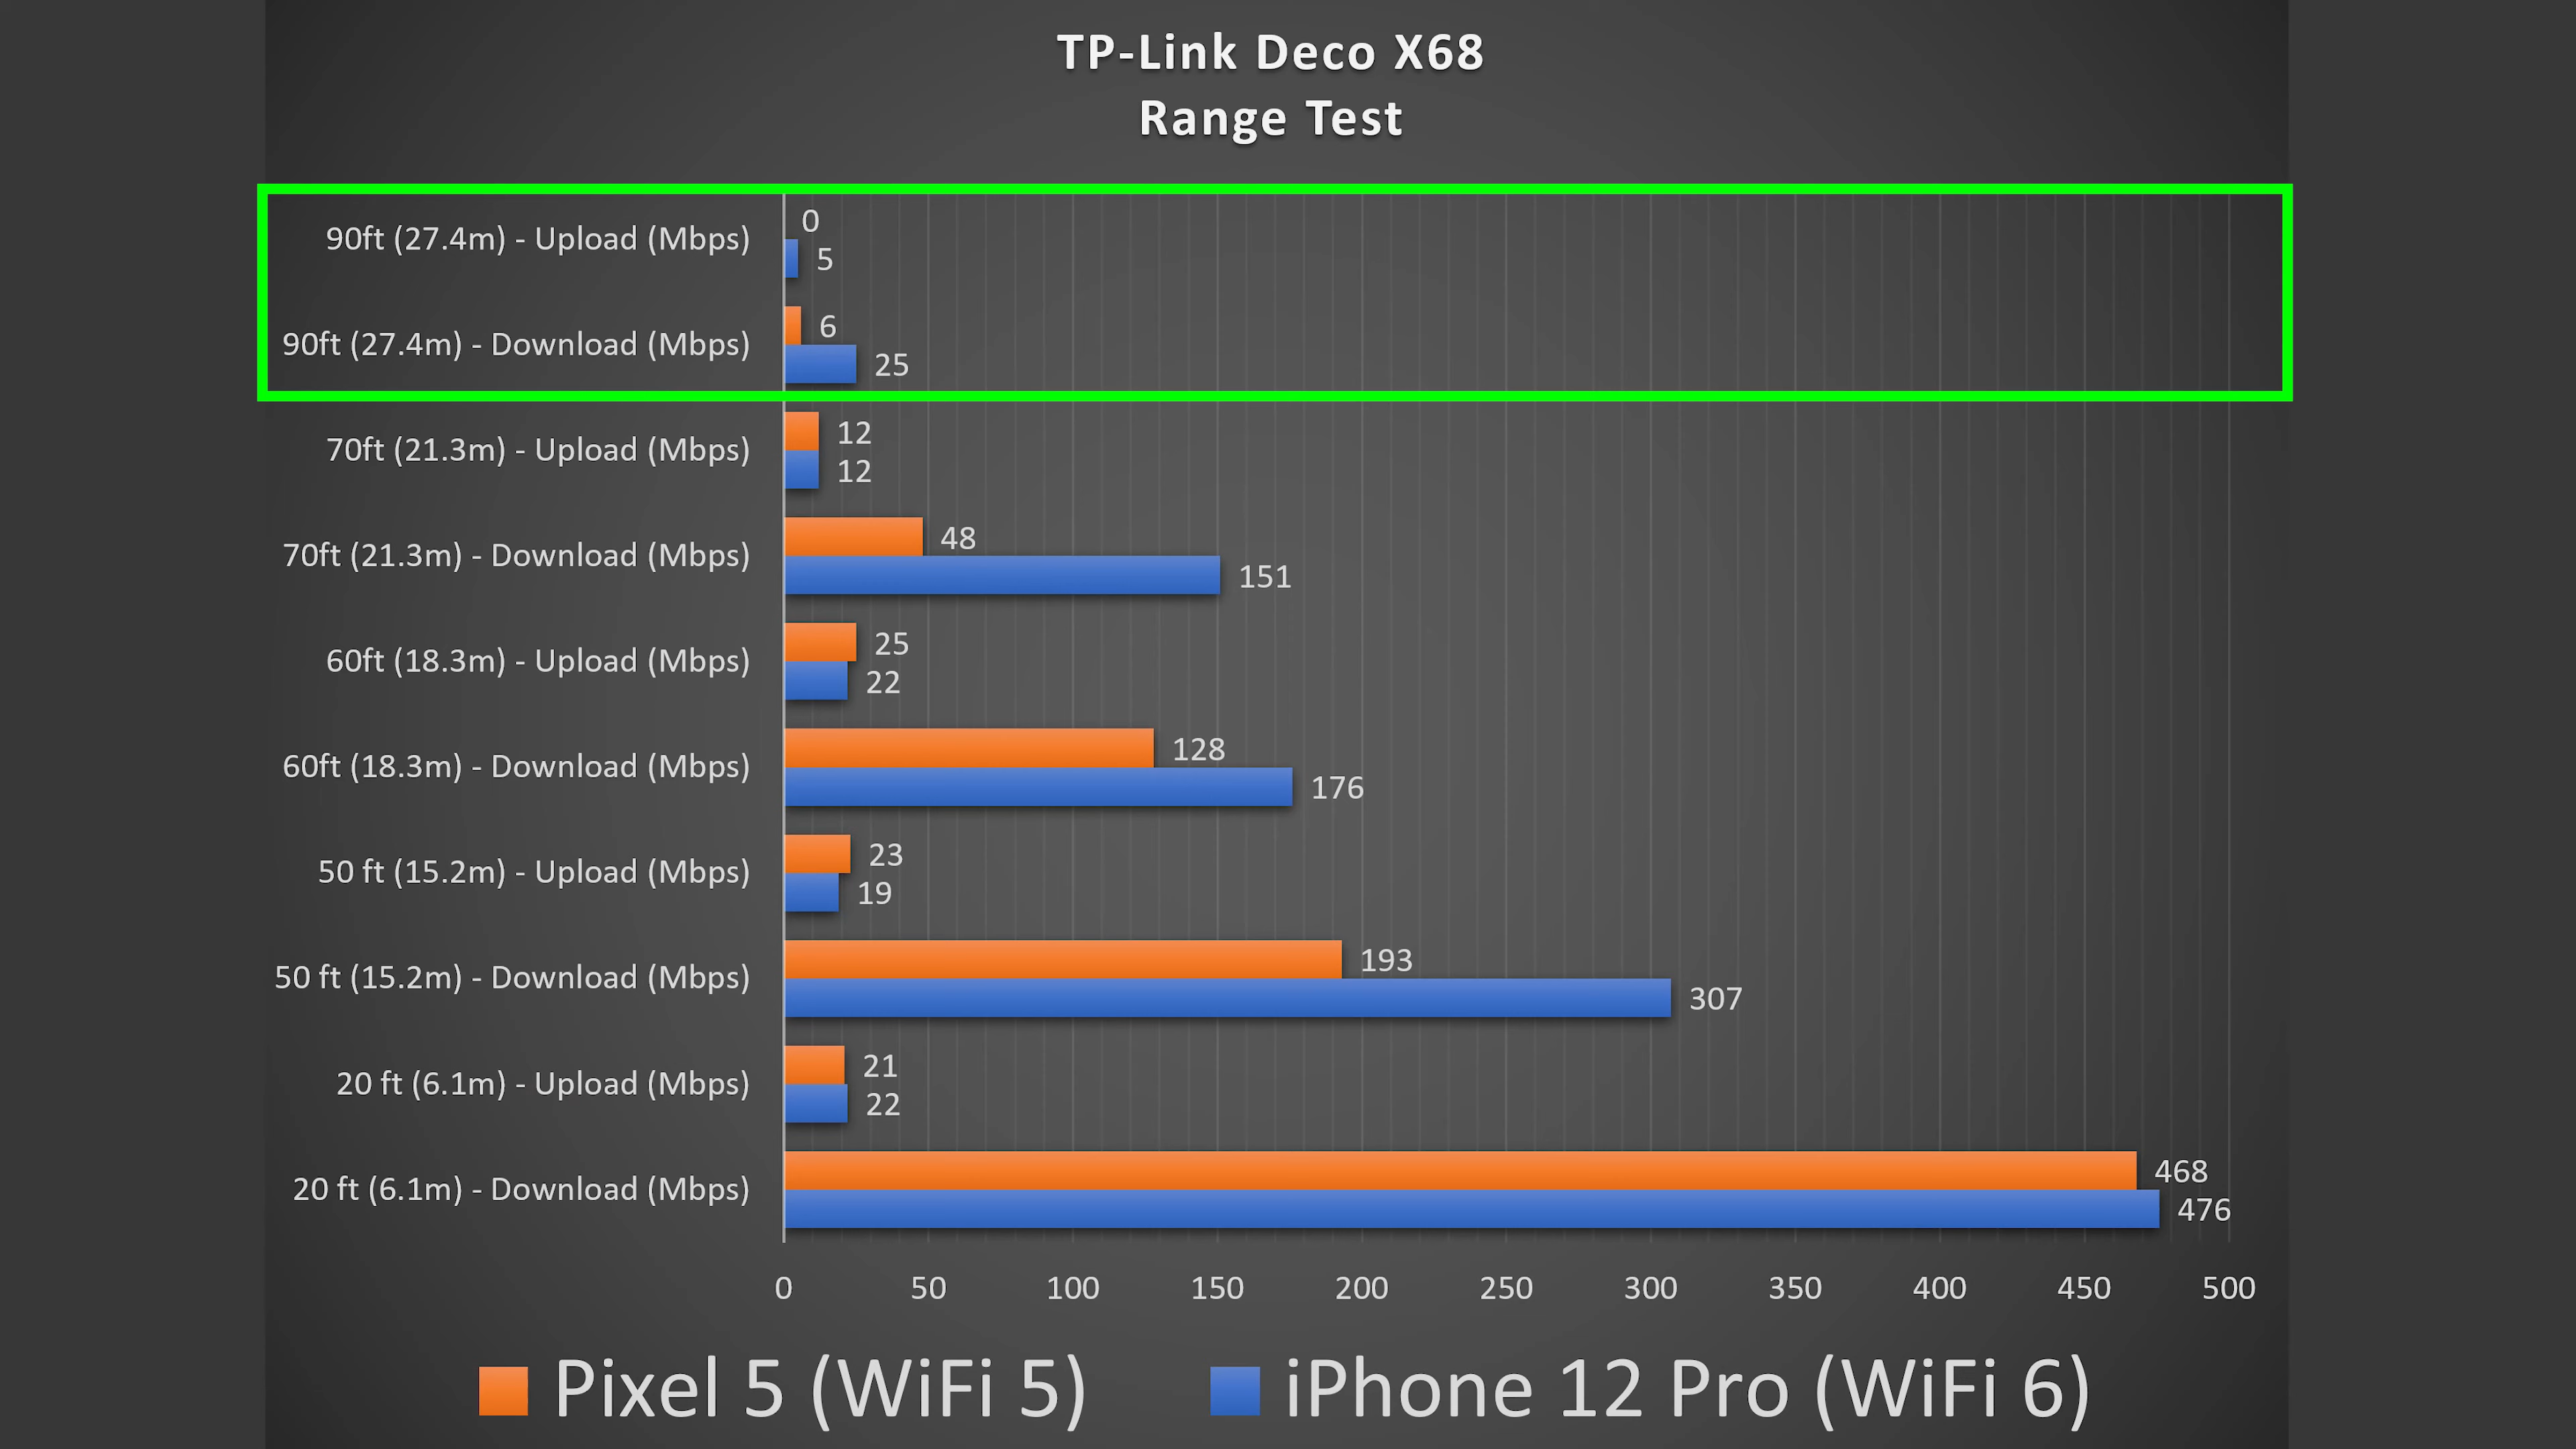 TP-Link Deco X68
Range Test
90ft (27.4m) - Upload (Mbps)
0
5
90ft (27.4m) - Download (Mbps)
6
25
70ft (21.3m) - Upload (Mbps)
12
12
70ft (21.3m) - Download (Mbps)
48
151
60ft (18.3m) - Upload (Mbps)
25
22
60ft (18.3m) - Download (Mbps)
128
176
50 ft (15.2m) - Upload (Mbps)
23
19
50 ft (15.2m) - Download (Mbps)
193
307
20 ft (6.1m) - Upload (Mbps)
21
22
20 ft (6.1m) - Download (Mbps)
468
476
0 50 100 150 200 250 300 350 400 450 500
Pixel 5 (WiFi 5) iPhone 12 Pro (WiFi 6)